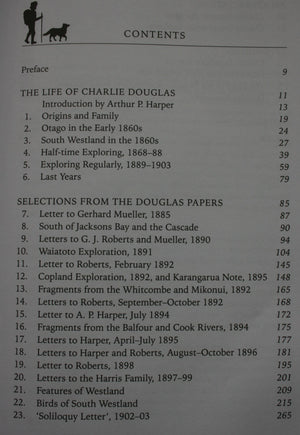 CONTENTS
Preface 9
THE LIFE OF CHARLIE DOUGLAS 11
Introduction by Arthur P. Harper 13
1. Origins and Family 19
2. Otago in the Early 1860s 24
3. South Westland in the 1860s 27
4. Half-time Exploring, 1868–88 39
5. Exploring Regularly, 1889–1903 59
6. Last Years 79
SELECTIONS FROM THE DOUGLAS PAPERS 85
7. Letter to Gerhard Mueller, 1885 87
8. South of Jacksons Bay and the Cascade 90
9. Letters to G. J. Roberts and Mueller, 1890 94
10. Waiatoto Exploration, 1891 104
11. Letter to Roberts, February 1892 145
12. Copland Exploration, 1892, and Karangarua Note, 1895 148
13. Fragments from the Whitcombe and Mikonui, 1892 165
14. Letters to Roberts, September–October 1892 168
15. Letter to A. P. Harper, July 1894 172
16. Fragments from the Balfour and Cook Rivers, 1894 175
17. Letters to Harper, April–July 1895 177
18. Letters to Harper and Roberts, August–October 1896 181
19. Letter to Roberts, 1898 195
20. Letters to the Harris Family, 1897–99 201
21. Features of Westland 209
22. Birds of South Westland 215
23. 'Soliloquy Letter', 1902–03 265